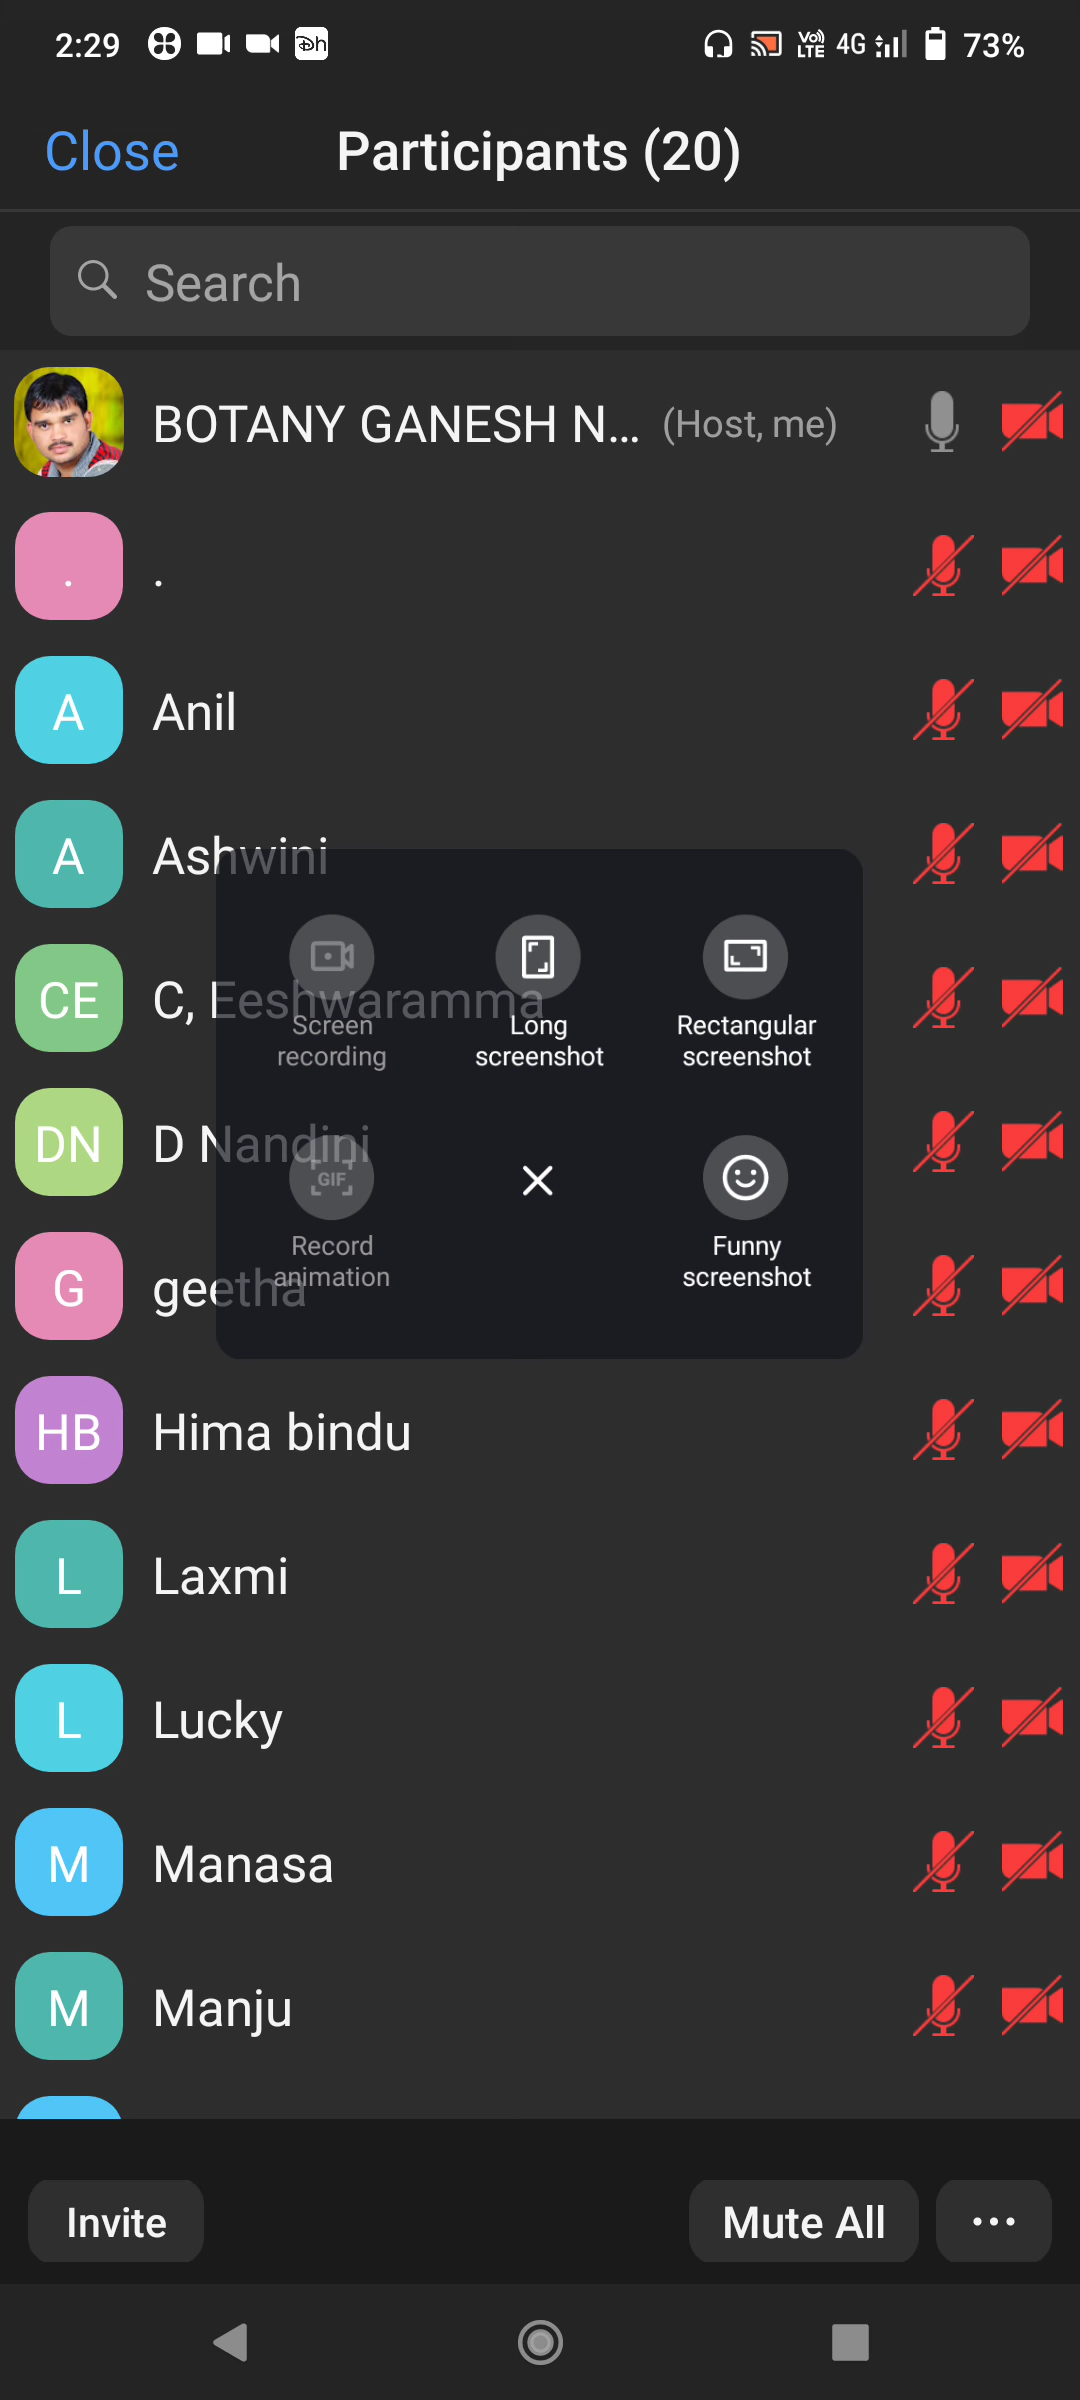 2:29 4G 73%
Close Participants (20)
Search
BOTANY GANESH N... (Host, me)
. .
A Anil
A Ashwini
CE C, Eeshwaramma
Screen recording
Long screenshot
Rectangular screenshot
DN D Nandini
GIF
Record animation
Funny screenshot
G geetha
HB Hima bindu
L Laxmi
L Lucky
M Manasa
M Manju
Invite Mute All ...